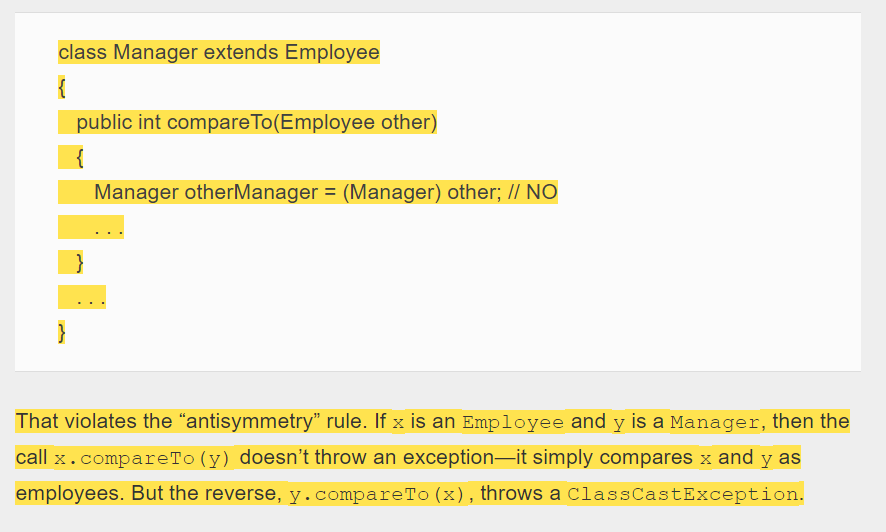 class Manager extends Employee
{
public int compareTo(Employee other)
{
Manager otherManager = (Manager) other; // NO
. . .
}
. . .
}
That violates the “antisymmetry” rule. If x is an Employee and y is a Manager, then the
call x.compareTo(y) doesn’t throw an exception—it simply compares x and y as
employees. But the reverse, y.compareTo(x), throws a ClassCastException.